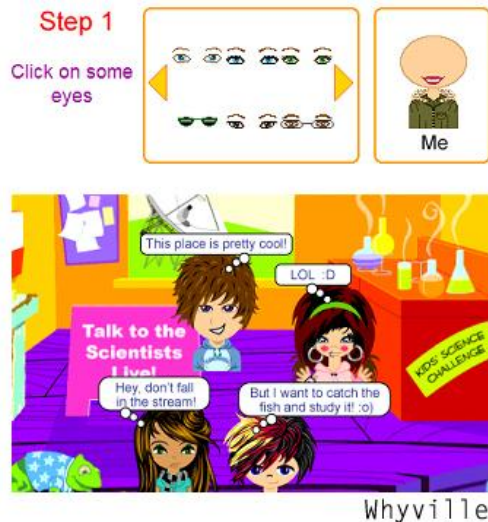 Step 1
Click on some
eyes
Me
This place is pretty cool!
LOL :D
Talk to the
Scientists
Live!
KIDS' SCIENCE
CHALLENGE
Hey, don't fall
in the stream!
But I want to catch the
fish and study it! :o)
Whyville